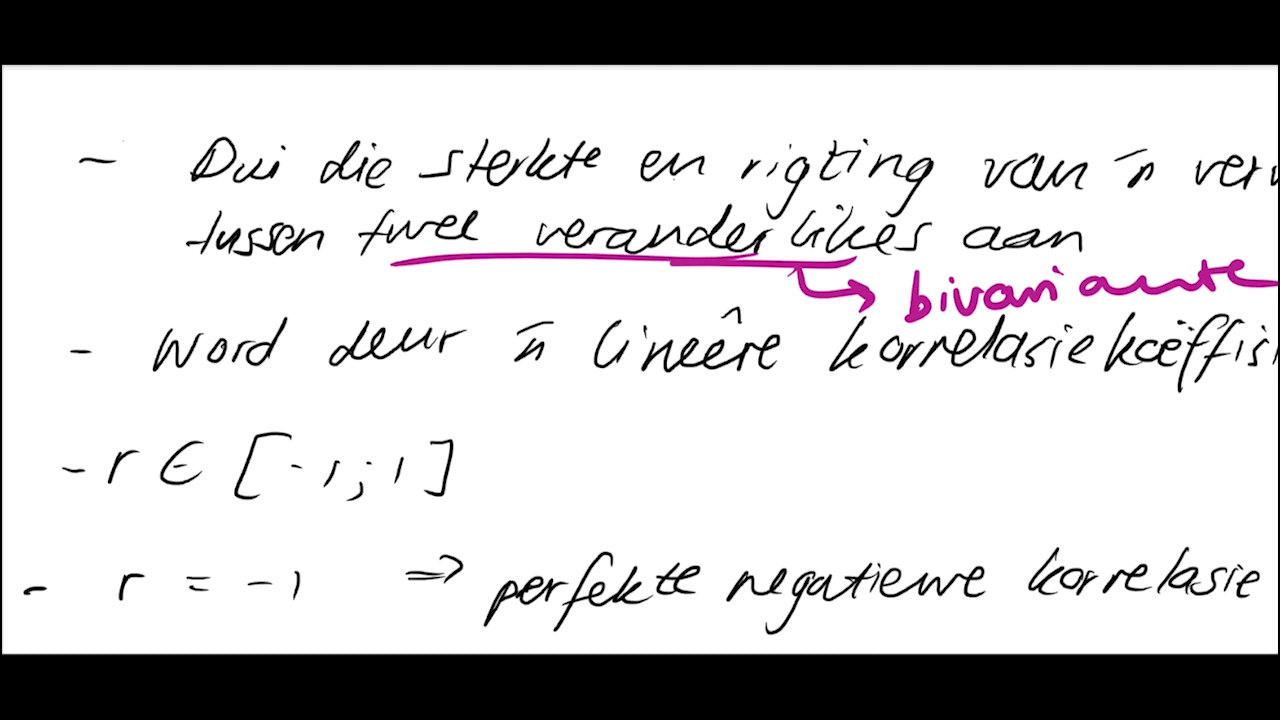 - Dui die sterkte en rigting van 'n
tussen twee veranderlikes aan
bivariante
- Word deur 'n lineêre
- r ∈ [-1;1]
- r = -1 ⇒ perfekte negatiewe korrelasie